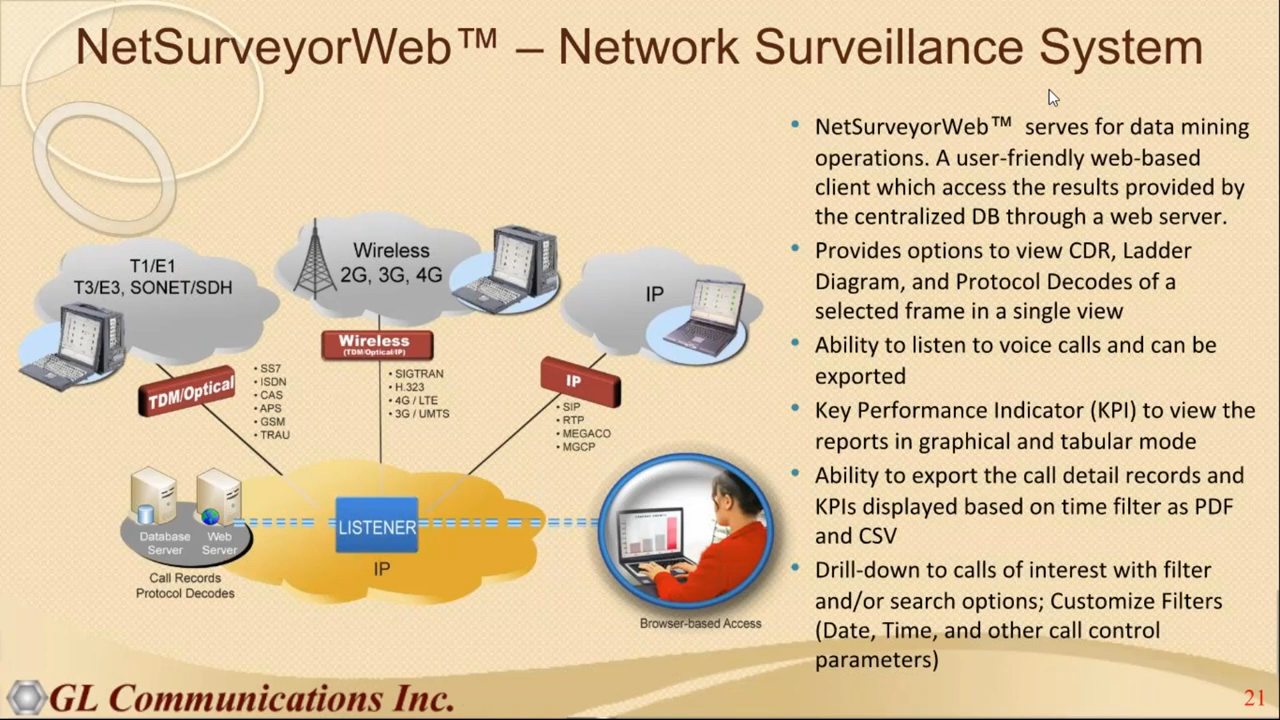 NetSurveyorWeb™ – Network Surveillance System
T1/E1
T3/E3, SONET/SDH
Wireless
2G, 3G, 4G
IP
TDM/Optical
• SS7
• ISDN
• CAS
• APS
• GSM
• TRAU
Wireless
(TDM/Optical/IP)
• SIGTRAN
• H.323
• 4G / LTE
• 3G / UMTS
IP
• SIP
• RTP
• MEGACO
• MGCP
Database
Server
Web
Server
Call Records
Protocol Decodes
LISTENER
IP
Browser-based Access
• NetSurveyorWeb™ serves for data mining
operations. A user-friendly web-based
client which access the results provided by
the centralized DB through a web server.
• Provides options to view CDR, Ladder
Diagram, and Protocol Decodes of a
selected frame in a single view
• Ability to listen to voice calls and can be
exported
• Key Performance Indicator (KPI) to view the
reports in graphical and tabular mode
• Ability to export the call detail records and
KPIs displayed based on time filter as PDF
and CSV
• Drill-down to calls of interest with filter
and/or search options; Customize Filters
(Date, Time, and other call control
parameters)
GL Communications Inc.
21